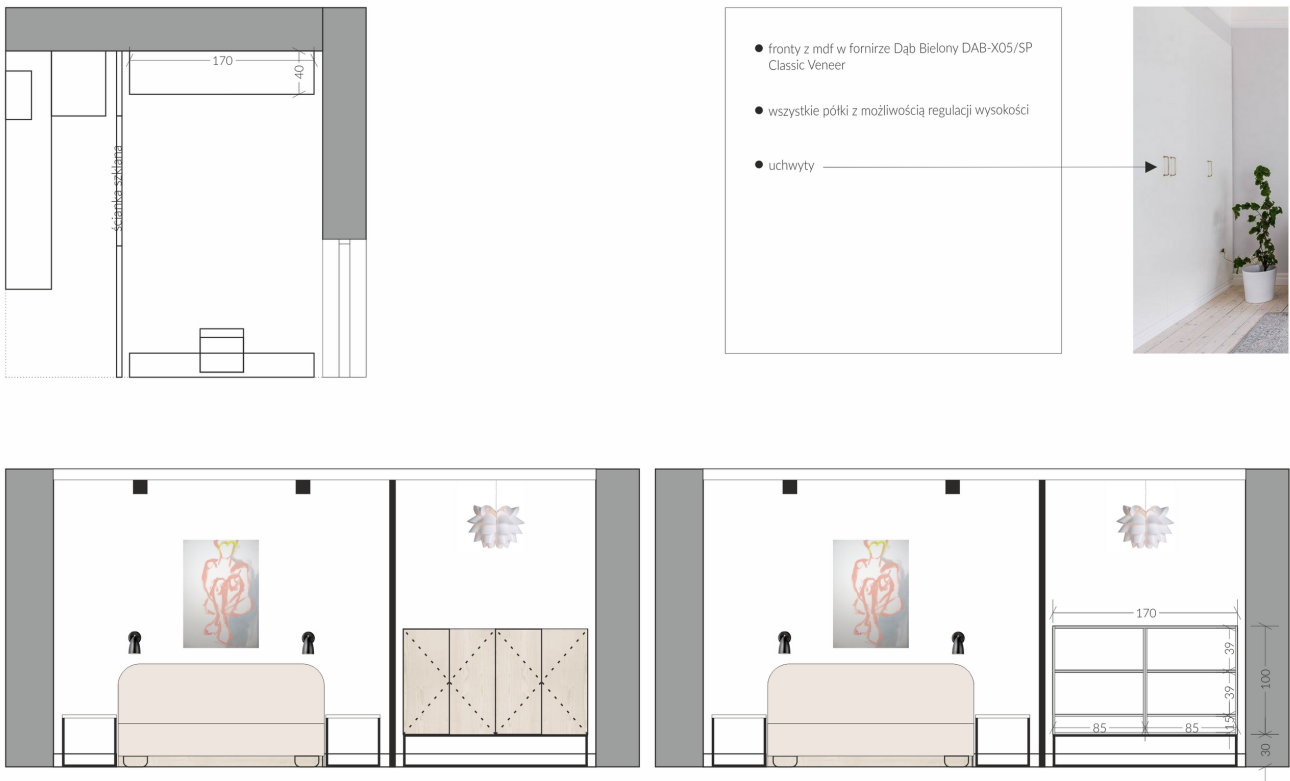 170
40
ścianka szklana
● fronty z mdf w fornirze Dąb Bielony DAB-X05/SP
Classic Veneer
● wszystkie półki z możliwością regulacji wysokości
● uchwyty
170
39
39
15
85
85
100
30